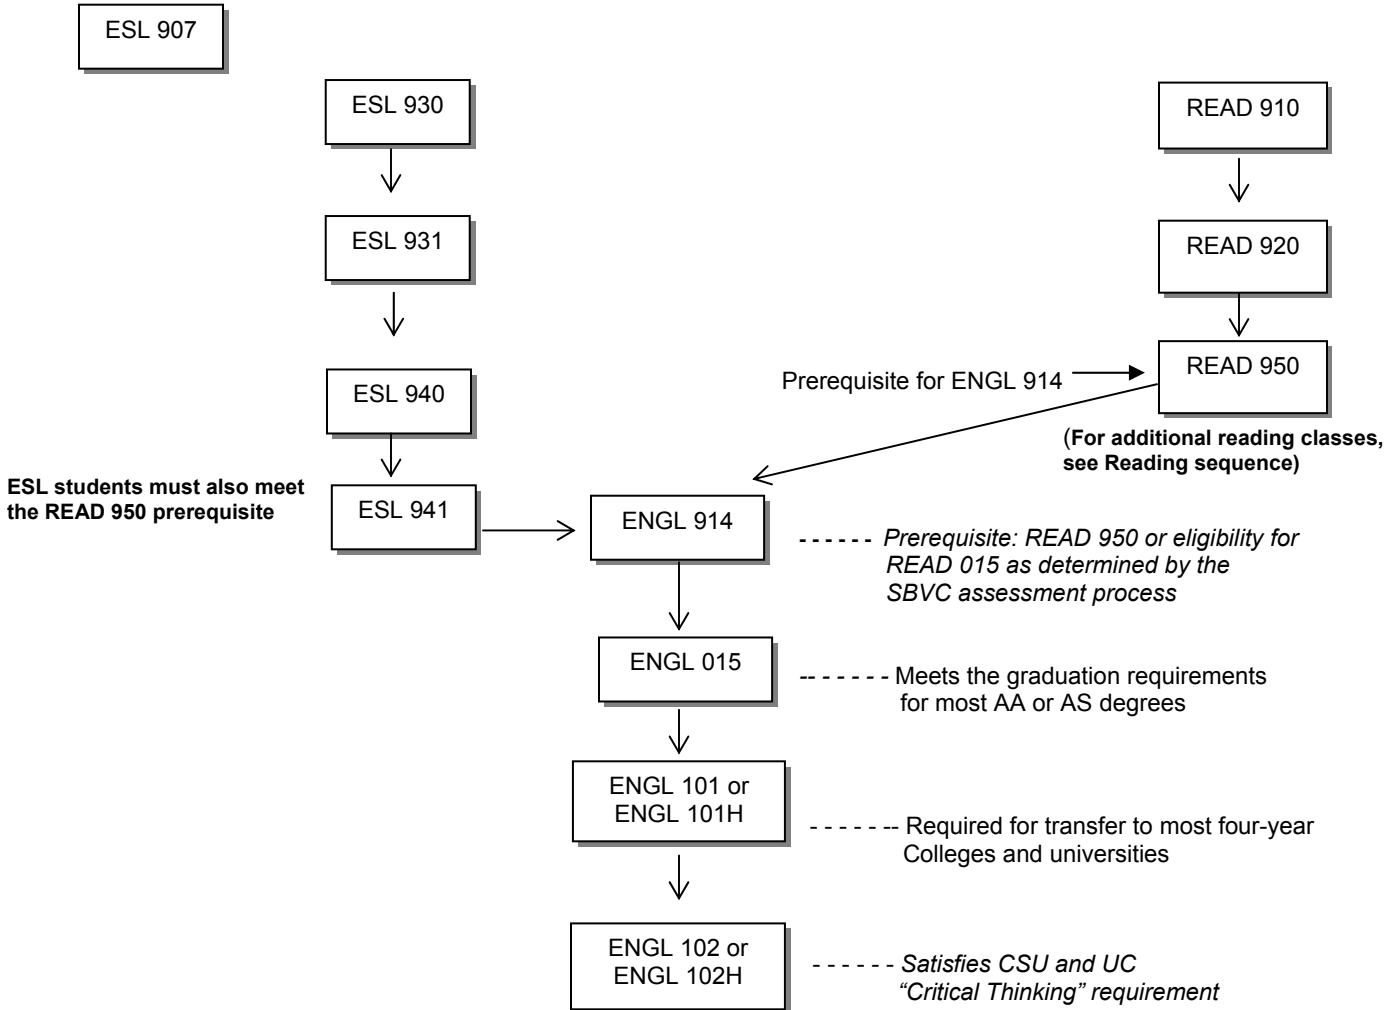 ESL 907
ESL 930
READ 910
ESL 931
READ 920
READ 950
Prerequisite for ENGL 914
ESL 940
(For additional reading classes,
see Reading sequence)
ESL students must also meet
the READ 950 prerequisite
ESL 941
ENGL 914
- - - - - - Prerequisite: READ 950 or eligibility for
READ 015 as determined by the
SBVC assessment process
ENGL 015
-- - - - - - Meets the graduation requirements
for most AA or AS degrees
ENGL 101 or
ENGL 101H
- - - - - -- Required for transfer to most four-year
Colleges and universities
ENGL 102 or
ENGL 102H
- - - - - - Satisfies CSU and UC
“Critical Thinking” requirement